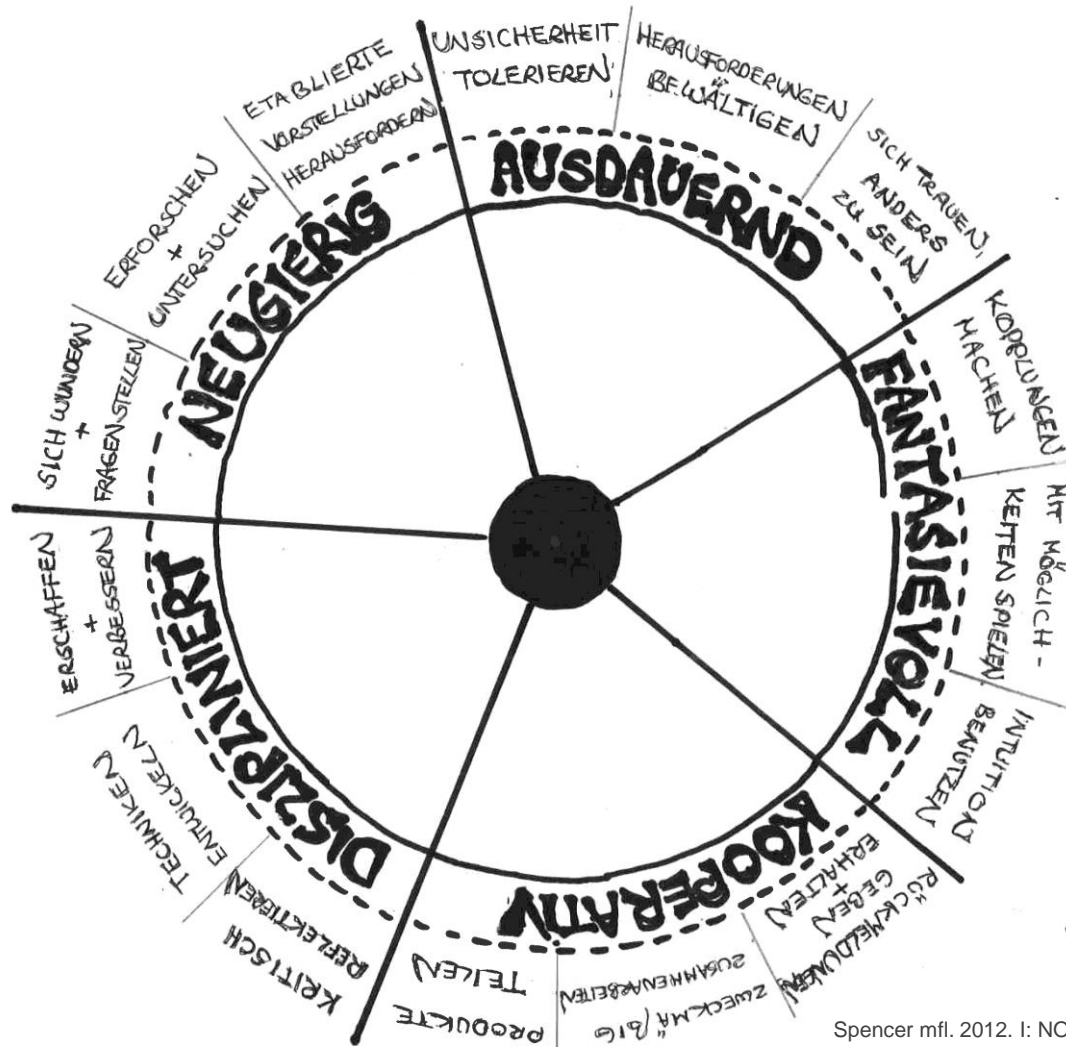 UNSICHERHEIT
TOLERIEREN
HERAUSFORDERUNGEN
BEWÄLTIGEN
SICH TRAUEN,
ANDERS
ZU SEIN
AUSDAUERND
KOPPLUNGEN
MACHEN
MIT MÖGLICH-
KEITEN SPIELEN
INTUITION
BENUTZEN
FANTASIEVOLL
RÜCKMELDUNGEN
GEBEN
+
ERHALTEN
ZWECKMÄßIG
ZUSAMMENARBEITEN
PRODUKTE
TEILEN
KOOPERATIV
KRITISCH
REFLEKTIEREN
TECHNIKEN
ENTWICKELN
ERSCHAFFEN
+
VERBESSERN
DISZIPLINIERT
SICH WUNDERN
+
FRAGEN STELLEN
ERFORSCHEN
+
UNTERSUCHEN
ETABLIERTE
VORSTELLUNGEN
HERAUSFORDERN
NEUGIERIG
Spencer mfl. 2012. I: NO